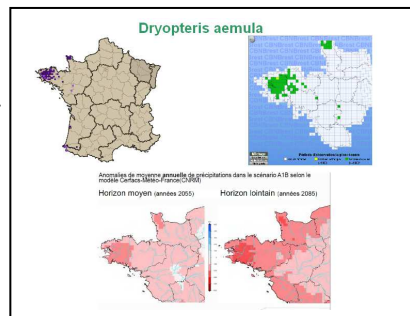 Dryopteris aemula
Anomalies de moyenne annuelle de précipitations dans le scénario A1B selon le
modèle Cerfacs-Météo-France(CNRM)
Horizon moyen (années 2055)
Horizon lointain (années 2085)